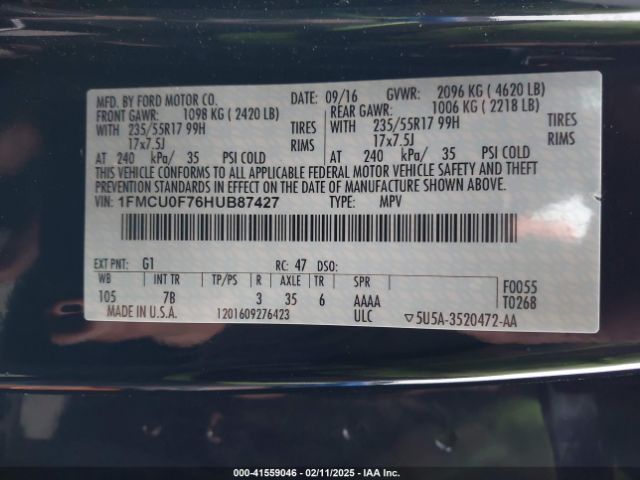 MFD. BY FORD MOTOR CO. DATE: 09/16 GVWR: 2096 KG ( 4620 LB)
FRONT GAWR: 1098 KG ( 2420 LB) REAR GAWR: 1006 KG ( 2218 LB)
WITH 235/55R17 99H TIRES WITH 235/55R17 99H TIRES
17x7.5J RIMS 17x7.5J RIMS
AT 240 kPa/ 35 PSI COLD AT 240 kPa/ 35 PSI COLD
THIS VEHICLE CONFORMS TO ALL APPLICABLE FEDERAL MOTOR VEHICLE SAFETY AND THEFT
PREVENTION STANDARDS IN EFFECT ON THE DATE OF MANUFACTURE SHOWN ABOVE.
VIN: 1FMCU0F76HUB87427 TYPE: MPV
EXT PNT: G1 RC: 47 DSO:
WB INT TR TP/PS R AXLE TR SPR F0055
105 7B 3 35 6 AAAA T0268
MADE IN U.S.A. 1201609276423 ULC ▽5U5A-3520472-AA
000-41559046 - 02/11/2025 - IAA Inc.